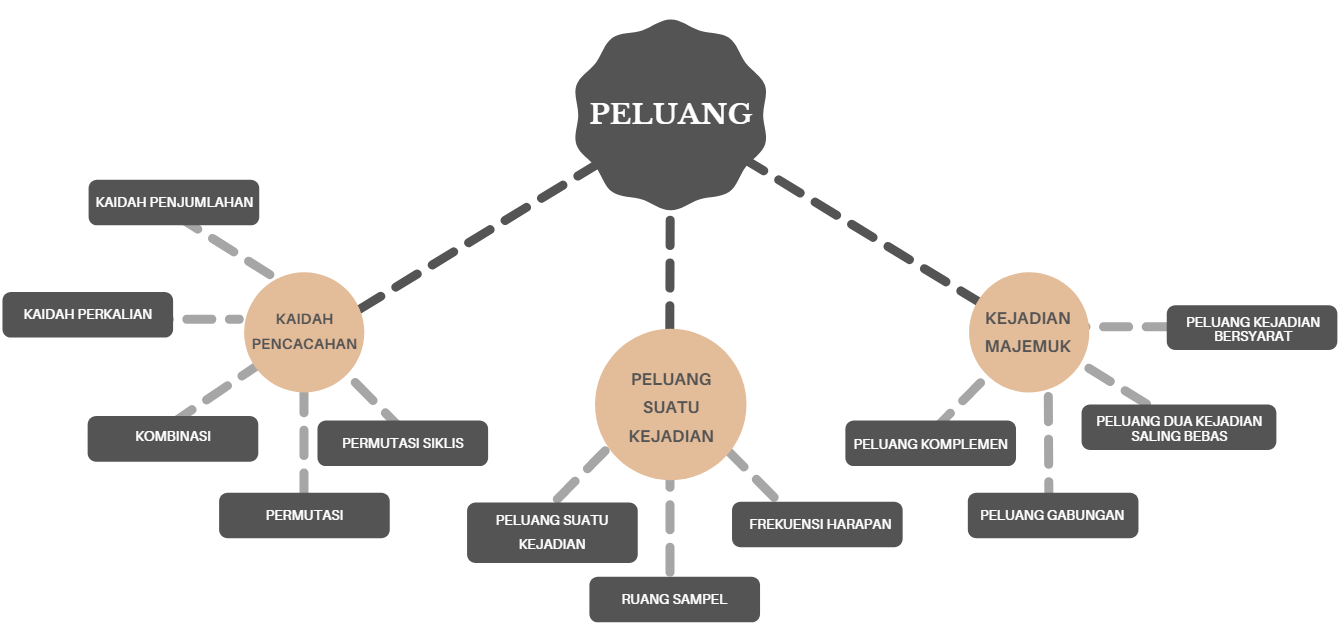 PELUANG
KAIDAH PENJUMLAHAN
KAIDAH PERKALIAN
KAIDAH
PENCACAHAN
KOMBINASI
PERMUTASI SIKLIS
PERMUTASI
PELUANG
SUATU
KEJADIAN
PELUANG SUATU
KEJADIAN
FREKUENSI HARAPAN
RUANG SAMPEL
KEJADIAN
MAJEMUK
PELUANG KEJADIAN
BERSYARAT
PELUANG DUA KEJADIAN
SALING BEBAS
PELUANG KOMPLEMEN
PELUANG GABUNGAN